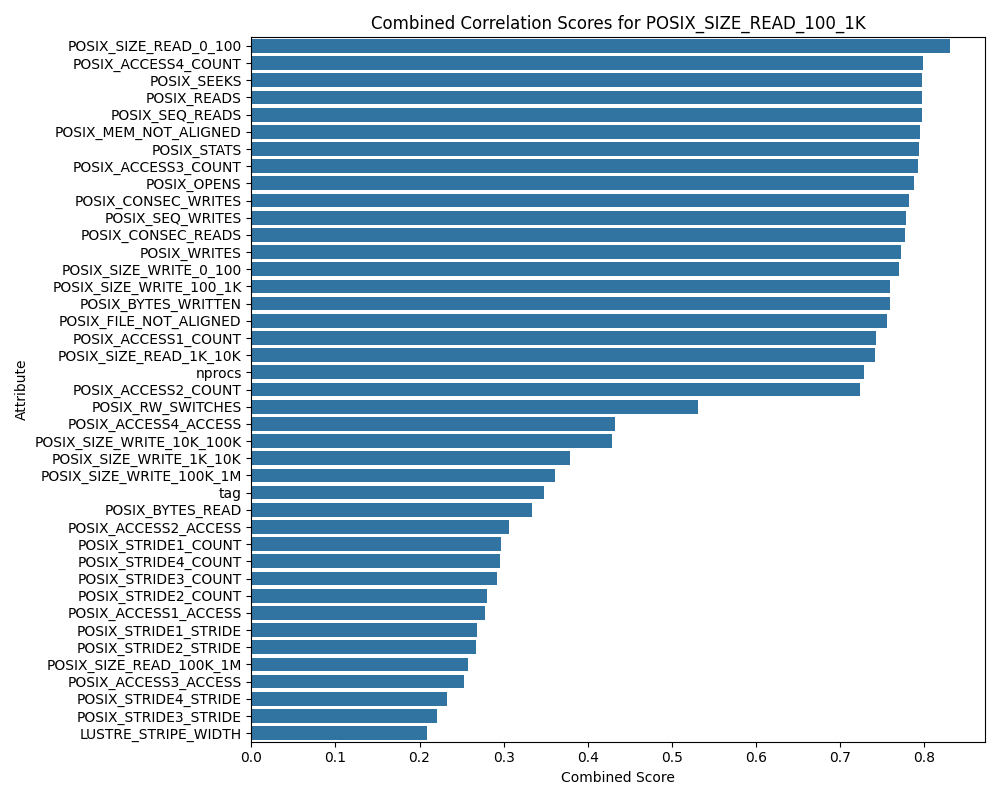 Combined Correlation Scores for POSIX_SIZE_READ_100_1K
POSIX_SIZE_READ_0_100
POSIX_ACCESS4_COUNT
POSIX_SEEKS
POSIX_READS
POSIX_SEQ_READS
POSIX_MEM_NOT_ALIGNED
POSIX_STATS
POSIX_ACCESS3_COUNT
POSIX_OPENS
POSIX_CONSEC_WRITES
POSIX_SEQ_WRITES
POSIX_CONSEC_READS
POSIX_WRITES
POSIX_SIZE_WRITE_0_100
POSIX_SIZE_WRITE_100_1K
POSIX_BYTES_WRITTEN
POSIX_FILE_NOT_ALIGNED
POSIX_ACCESS1_COUNT
POSIX_SIZE_READ_1K_10K
nprocs
POSIX_ACCESS2_COUNT
POSIX_RW_SWITCHES
POSIX_ACCESS4_ACCESS
POSIX_SIZE_WRITE_10K_100K
POSIX_SIZE_WRITE_1K_10K
POSIX_SIZE_WRITE_100K_1M
tag
POSIX_BYTES_READ
POSIX_ACCESS2_ACCESS
POSIX_STRIDE1_COUNT
POSIX_STRIDE4_COUNT
POSIX_STRIDE3_COUNT
POSIX_STRIDE2_COUNT
POSIX_ACCESS1_ACCESS
POSIX_STRIDE1_STRIDE
POSIX_STRIDE2_STRIDE
POSIX_SIZE_READ_100K_1M
POSIX_ACCESS3_ACCESS
POSIX_STRIDE4_STRIDE
POSIX_STRIDE3_STRIDE
LUSTRE_STRIPE_WIDTH
Attribute
0.0 0.1 0.2 0.3 0.4 0.5 0.6 0.7 0.8
Combined Score